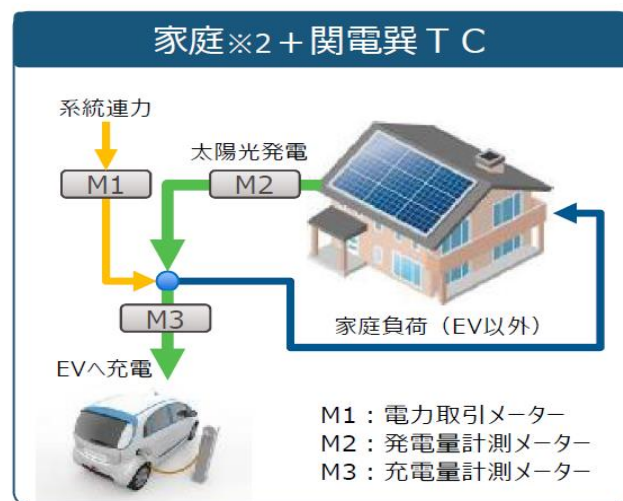 家庭※2＋関電巽ＴＣ
系統連力
太陽光発電
M1
M2
M3
家庭負荷（EV以外）
EVへ充電
M1：電力取引メーター
M2：発電量計測メーター
M3：充電量計測メーター